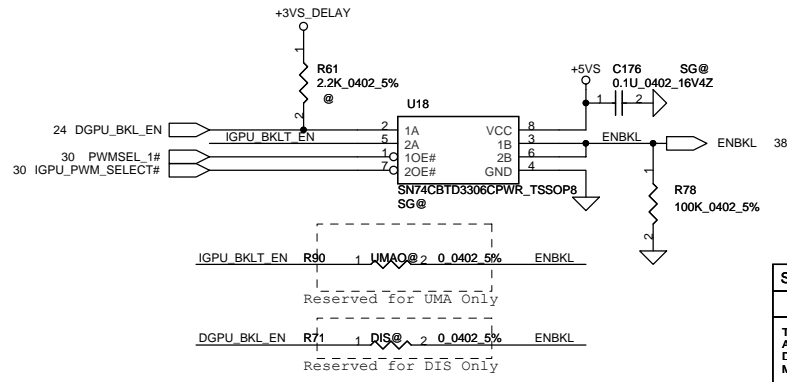 +3VS_DELAY
R61
2.2K_0402_5%
@
1
2
+5VS
C176
SG@
0.1U_0402_16V4Z
1
2
U18
24 DGPU_BKL_EN
IGPU_BKLT_EN
30 PWMSEL_1#
30 IGPU_PWM_SELECT#
2
5
1
7
1A
2A
1OE#
2OE#
VCC
1B
2B
GND
8
3
6
4
SN74CBTD3306CPWR_TSSOP8
SG@
ENBKL
ENBKL 38
1
R78
100K_0402_5%
2
IGPU_BKLT_EN R90 1 UMAO@ 2 0_0402_5% ENBKL
Reserved for UMA Only
DGPU_BKL_EN R71 1 DIS@ 2 0_0402_5% ENBKL
Reserved for DIS Only
S
T
A
D
M